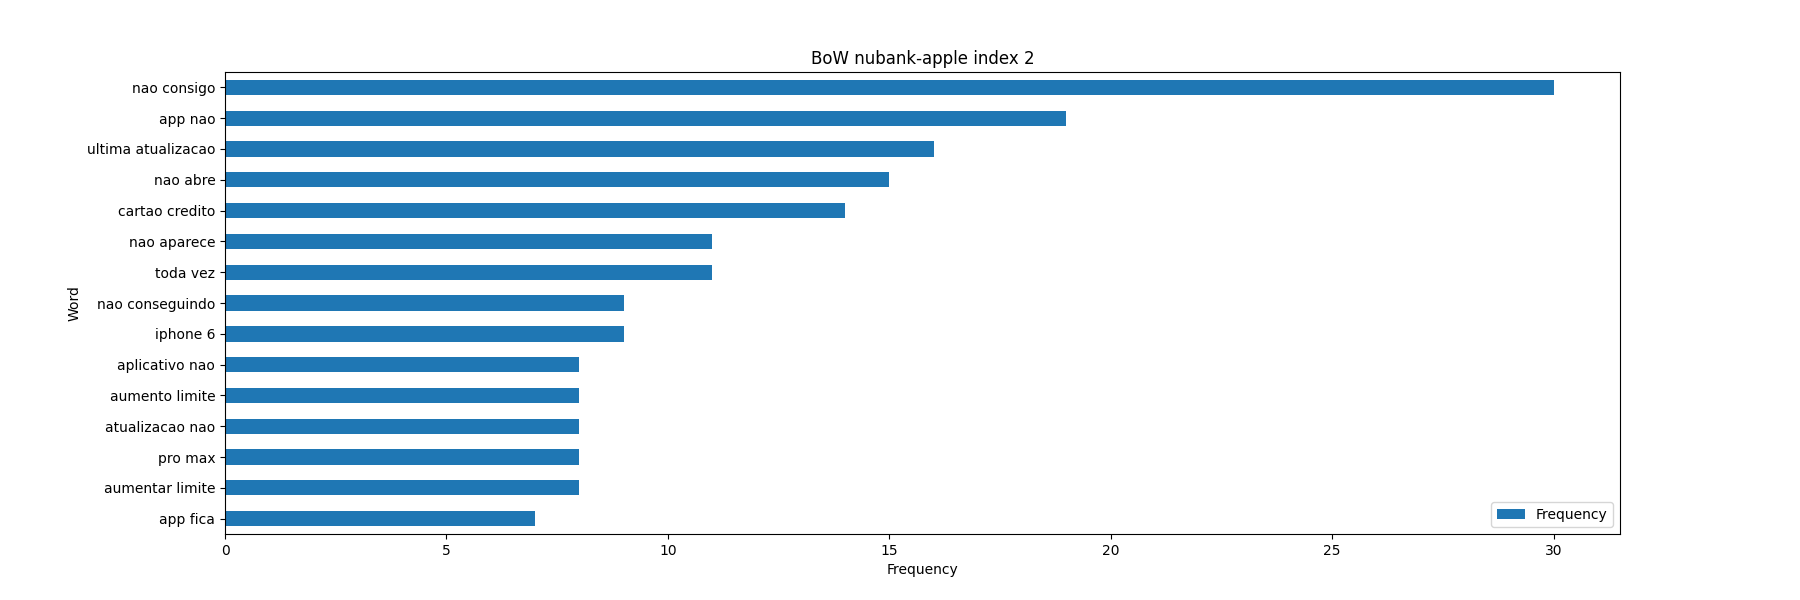 BoW nubank-apple index 2
nao consigo
app nao
ultima atualizacao
nao abre
cartao credito
nao aparece
toda vez
nao conseguindo
iphone 6
aplicativo nao
aumento limite
atualizacao nao
pro max
aumentar limite
app fica
Word
0 5 10 15 20 25 30
Frequency
Frequency